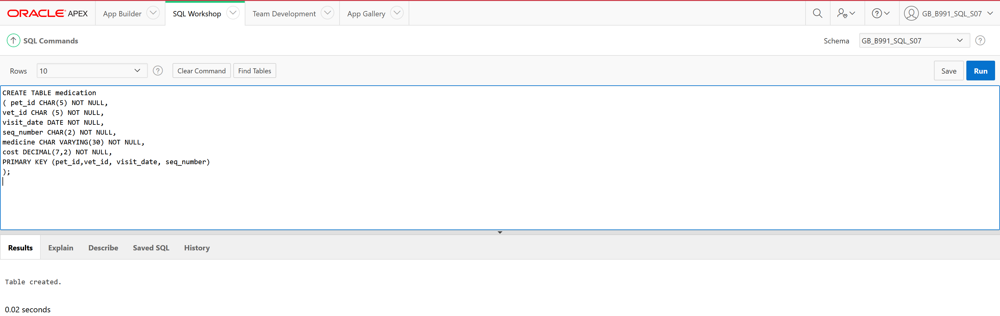 ORACLE APEX App Builder SQL Workshop Team Development App Gallery GB_B991_SQL_S07
SQL Commands Schema GB_B991_SQL_S07
Rows 10 Clear Command Find Tables Save Run
CREATE TABLE medication
( pet_id CHAR(5) NOT NULL,
vet_id CHAR (5) NOT NULL,
visit_date DATE NOT NULL,
seq_number CHAR(2) NOT NULL,
medicine CHAR VARYING(30) NOT NULL,
cost DECIMAL(7,2) NOT NULL,
PRIMARY KEY (pet_id,vet_id, visit_date, seq_number)
);
Results Explain Describe Saved SQL History
Table created.
0.02 seconds